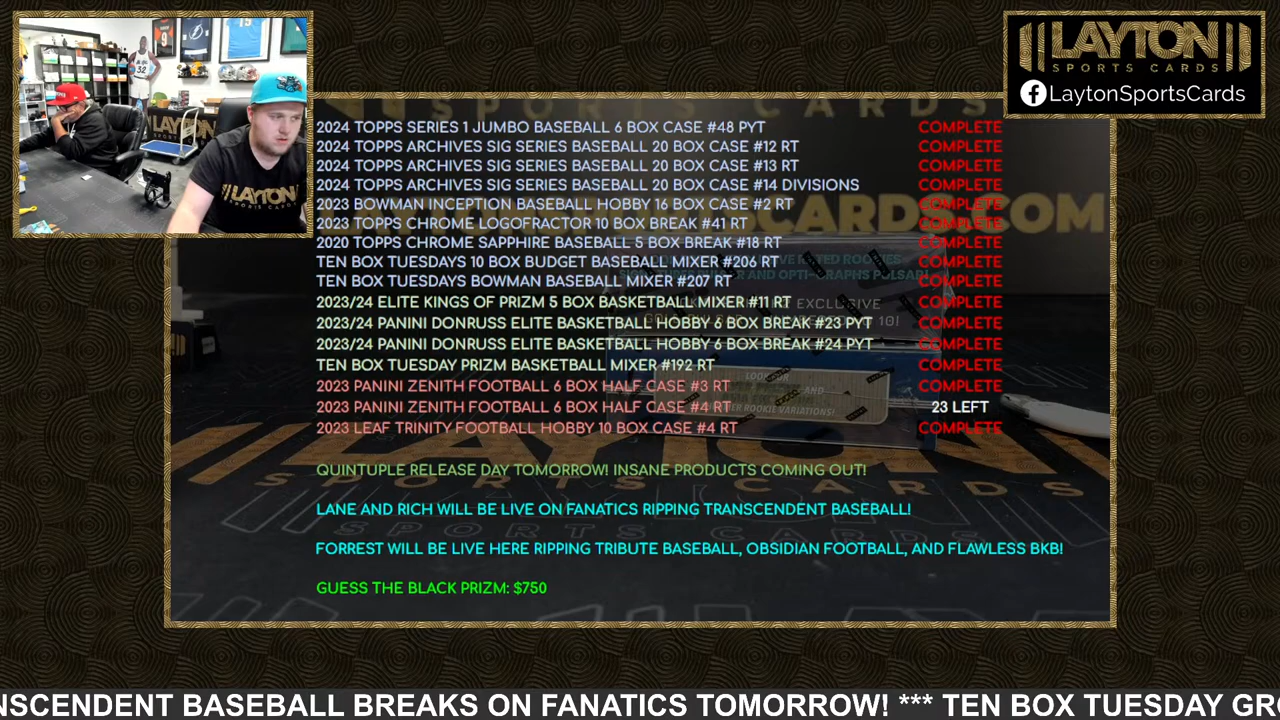 LAYTON
SPORTS CARDS
LaytonSportsCards
2024 TOPPS SERIES 1 JUMBO BASEBALL 6 BOX CASE #48 PYT COMPLETE
2024 TOPPS ARCHIVES SIG SERIES BASEBALL 20 BOX CASE #12 RT COMPLETE
2024 TOPPS ARCHIVES SIG SERIES BASEBALL 20 BOX CASE #13 RT COMPLETE
2024 TOPPS ARCHIVES SIG SERIES BASEBALL 20 BOX CASE #14 DIVISIONS COMPLETE
2023 BOWMAN INCEPTION BASEBALL HOBBY 16 BOX CASE #2 RT COMPLETE
2023 TOPPS CHROME LOGOFRACTOR 10 BOX BREAK #41 RT COMPLETE
2020 TOPPS CHROME SAPPHIRE BASEBALL 5 BOX BREAK #18 RT COMPLETE
TEN BOX TUESDAYS 10 BOX BUDGET BASEBALL MIXER #206 RT COMPLETE
TEN BOX TUESDAYS BOWMAN BASEBALL MIXER #207 RT COMPLETE
2023/24 ELITE KINGS OF PRIZM 5 BOX BASKETBALL MIXER #11 RT COMPLETE
2023/24 PANINI DONRUSS ELITE BASKETBALL HOBBY 6 BOX BREAK #23 PYT COMPLETE
2023/24 PANINI DONRUSS ELITE BASKETBALL HOBBY 6 BOX BREAK #24 PYT COMPLETE
TEN BOX TUESDAY PRIZM BASKETBALL MIXER #192 RT COMPLETE
2023 PANINI ZENITH FOOTBALL 6 BOX HALF CASE #3 RT COMPLETE
2023 PANINI ZENITH FOOTBALL 6 BOX HALF CASE #4 RT 23 LEFT
2023 LEAF TRINITY FOOTBALL HOBBY 10 BOX CASE #4 RT COMPLETE
QUINTUPLE RELEASE DAY TOMORROW! INSANE PRODUCTS COMING OUT!
LANE AND RICH WILL BE LIVE ON FANATICS RIPPING TRANSCENDENT BASEBALL!
FORREST WILL BE LIVE HERE RIPPING TRIBUTE BASEBALL, OBSIDIAN FOOTBALL, AND FLAWLESS BKB!
GUESS THE BLACK PRIZM: $750
NSCENDENT BASEBALL BREAKS ON FANATICS TOMORROW! *** TEN BOX TUESDAY GR